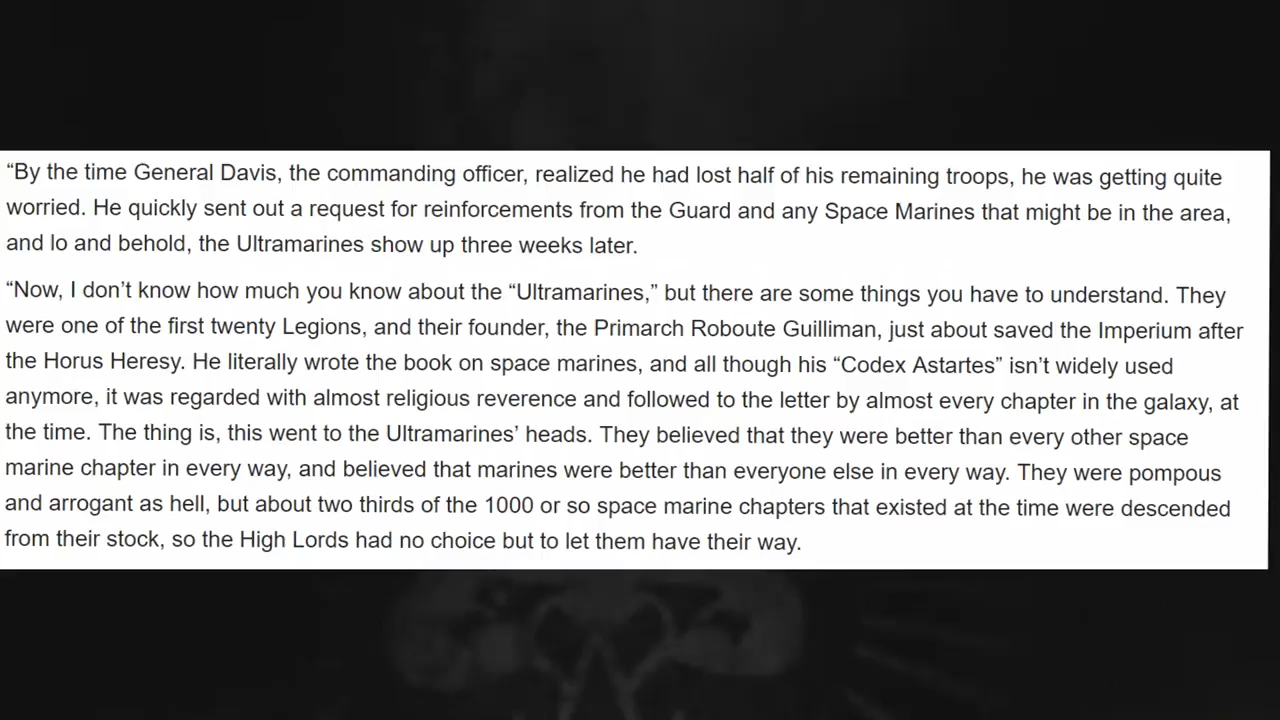 “By the time General Davis, the commanding officer, realized he had lost half of his remaining troops, he was getting quite
worried. He quickly sent out a request for reinforcements from the Guard and any Space Marines that might be in the area,
and lo and behold, the Ultramarines show up three weeks later.
“Now, I don’t know how much you know about the “Ultramarines,” but there are some things you have to understand. They
were one of the first twenty Legions, and their founder, the Primarch Roboute Guilliman, just about saved the Imperium after
the Horus Heresy. He literally wrote the book on space marines, and all though his “Codex Astartes” isn’t widely used
anymore, it was regarded with almost religious reverence and followed to the letter by almost every chapter in the galaxy, at
the time. The thing is, this went to the Ultramarines’ heads. They believed that they were better than every other space
marine chapter in every way, and believed that marines were better than everyone else in every way. They were pompous
and arrogant as hell, but about two thirds of the 1000 or so space marine chapters that existed at the time were descended
from their stock, so the High Lords had no choice but to let them have their way.